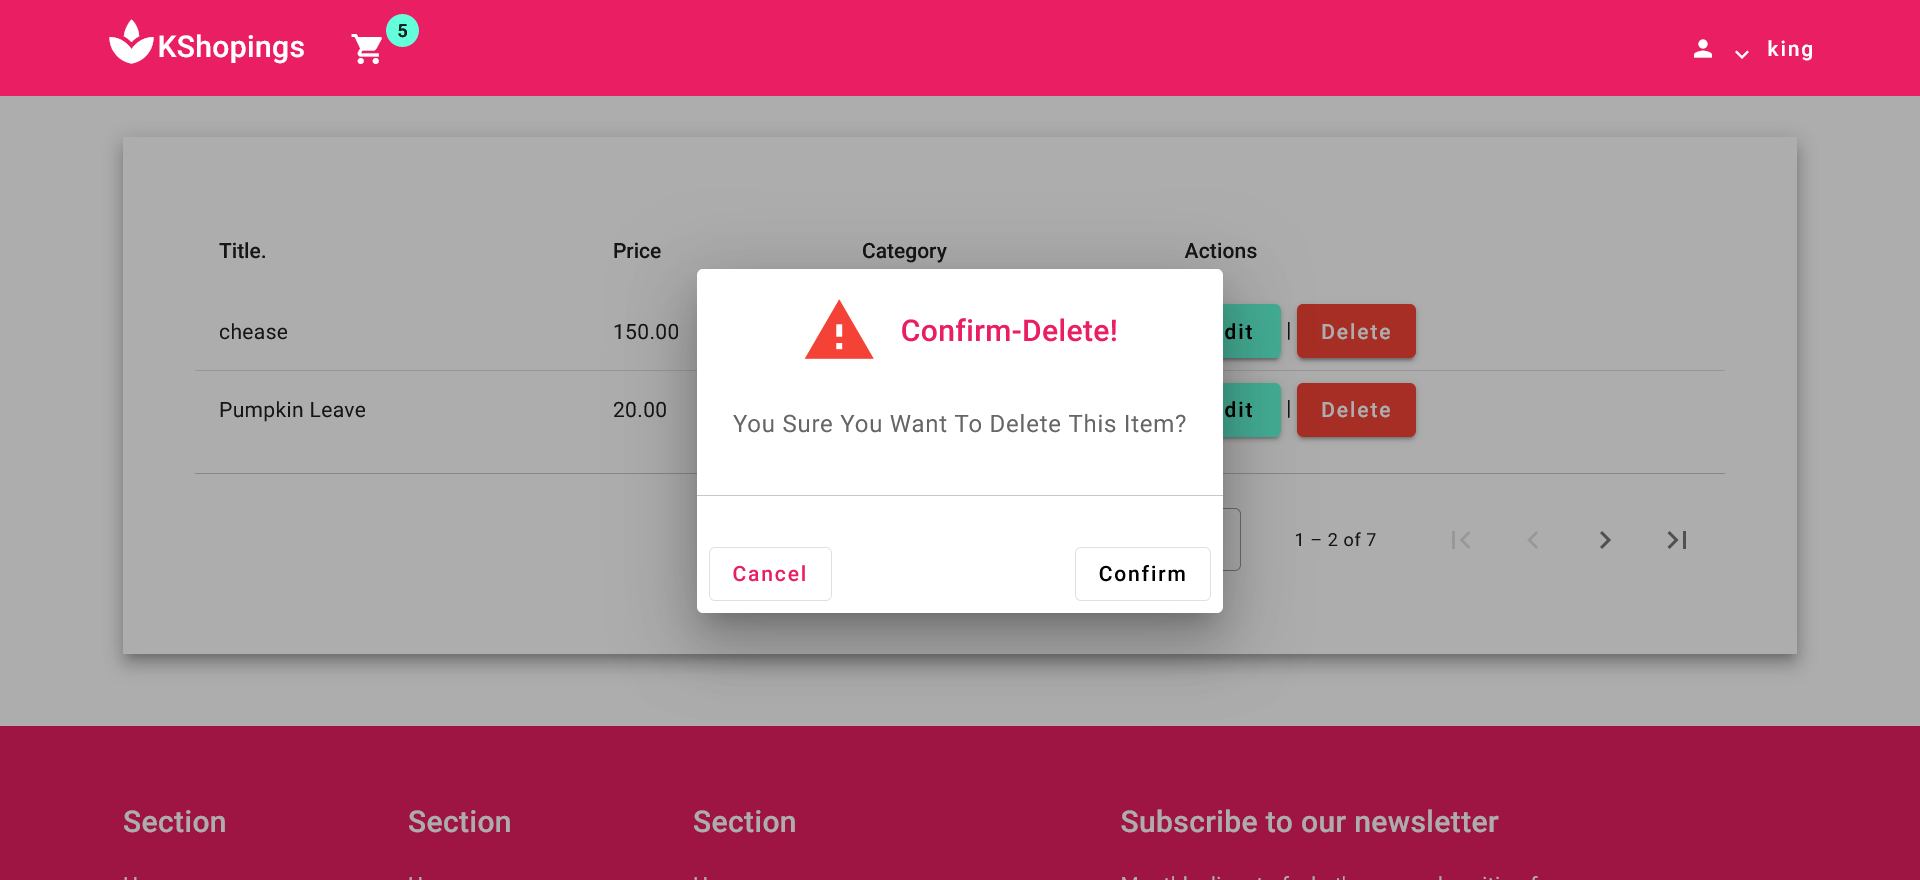 KShopings 5 king
Title. Price Category Actions
Confirm-Delete!
chease 150.00 dit | Delete
Pumpkin Leave 20.00 dit | Delete
You Sure You Want To Delete This Item?
1 – 2 of 7
Cancel Confirm
Section Section Section Subscribe to our newsletter